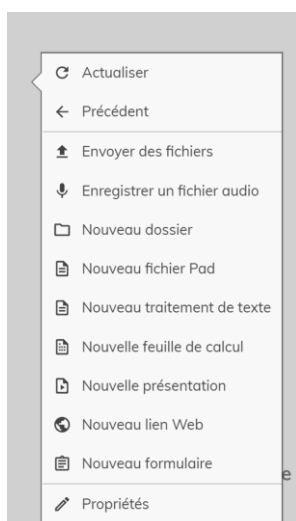 Actualiser
Précédent
Envoyer des fichiers
Enregistrer un fichier audio
Nouveau dossier
Nouveau fichier Pad
Nouveau traitement de texte
Nouvelle feuille de calcul
Nouvelle présentation
Nouveau lien Web
Nouveau formulaire
e
Propriétés